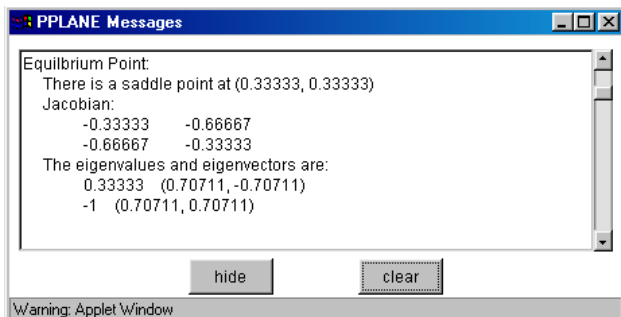 PPLANE Messages
Equilbrium Point:
There is a saddle point at (0.33333, 0.33333)
Jacobian:
-0.33333 -0.66667
-0.66667 -0.33333
The eigenvalues and eigenvectors are:
0.33333 (0.70711, -0.70711)
-1 (0.70711, 0.70711)
hide clear
Warning: Applet Window